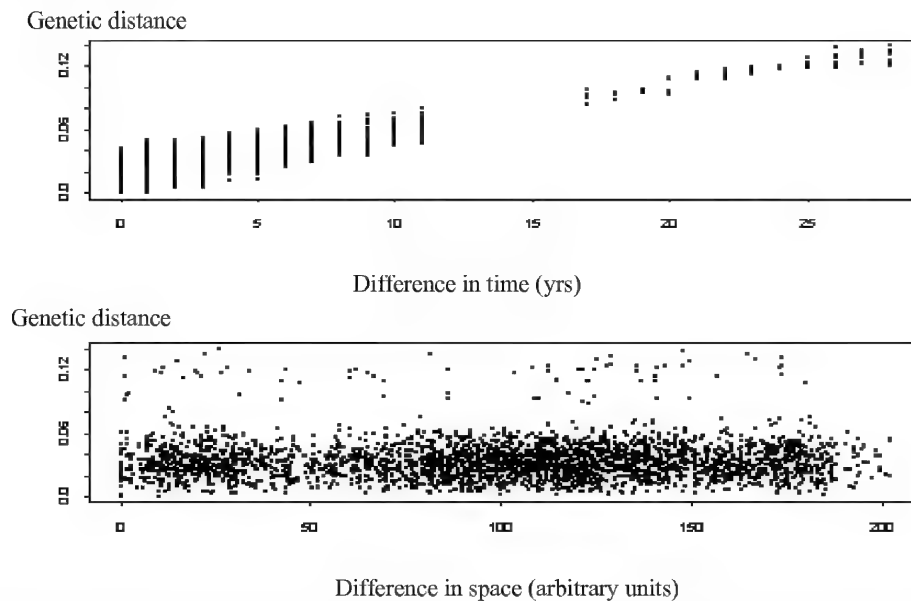 Genetic distance
0.12
0.06
0.0
0 5 10 15 20 25
Difference in time (yrs)
Genetic distance
0.12
0.06
0.0
0 50 100 150 200
Difference in space (arbitrary units)